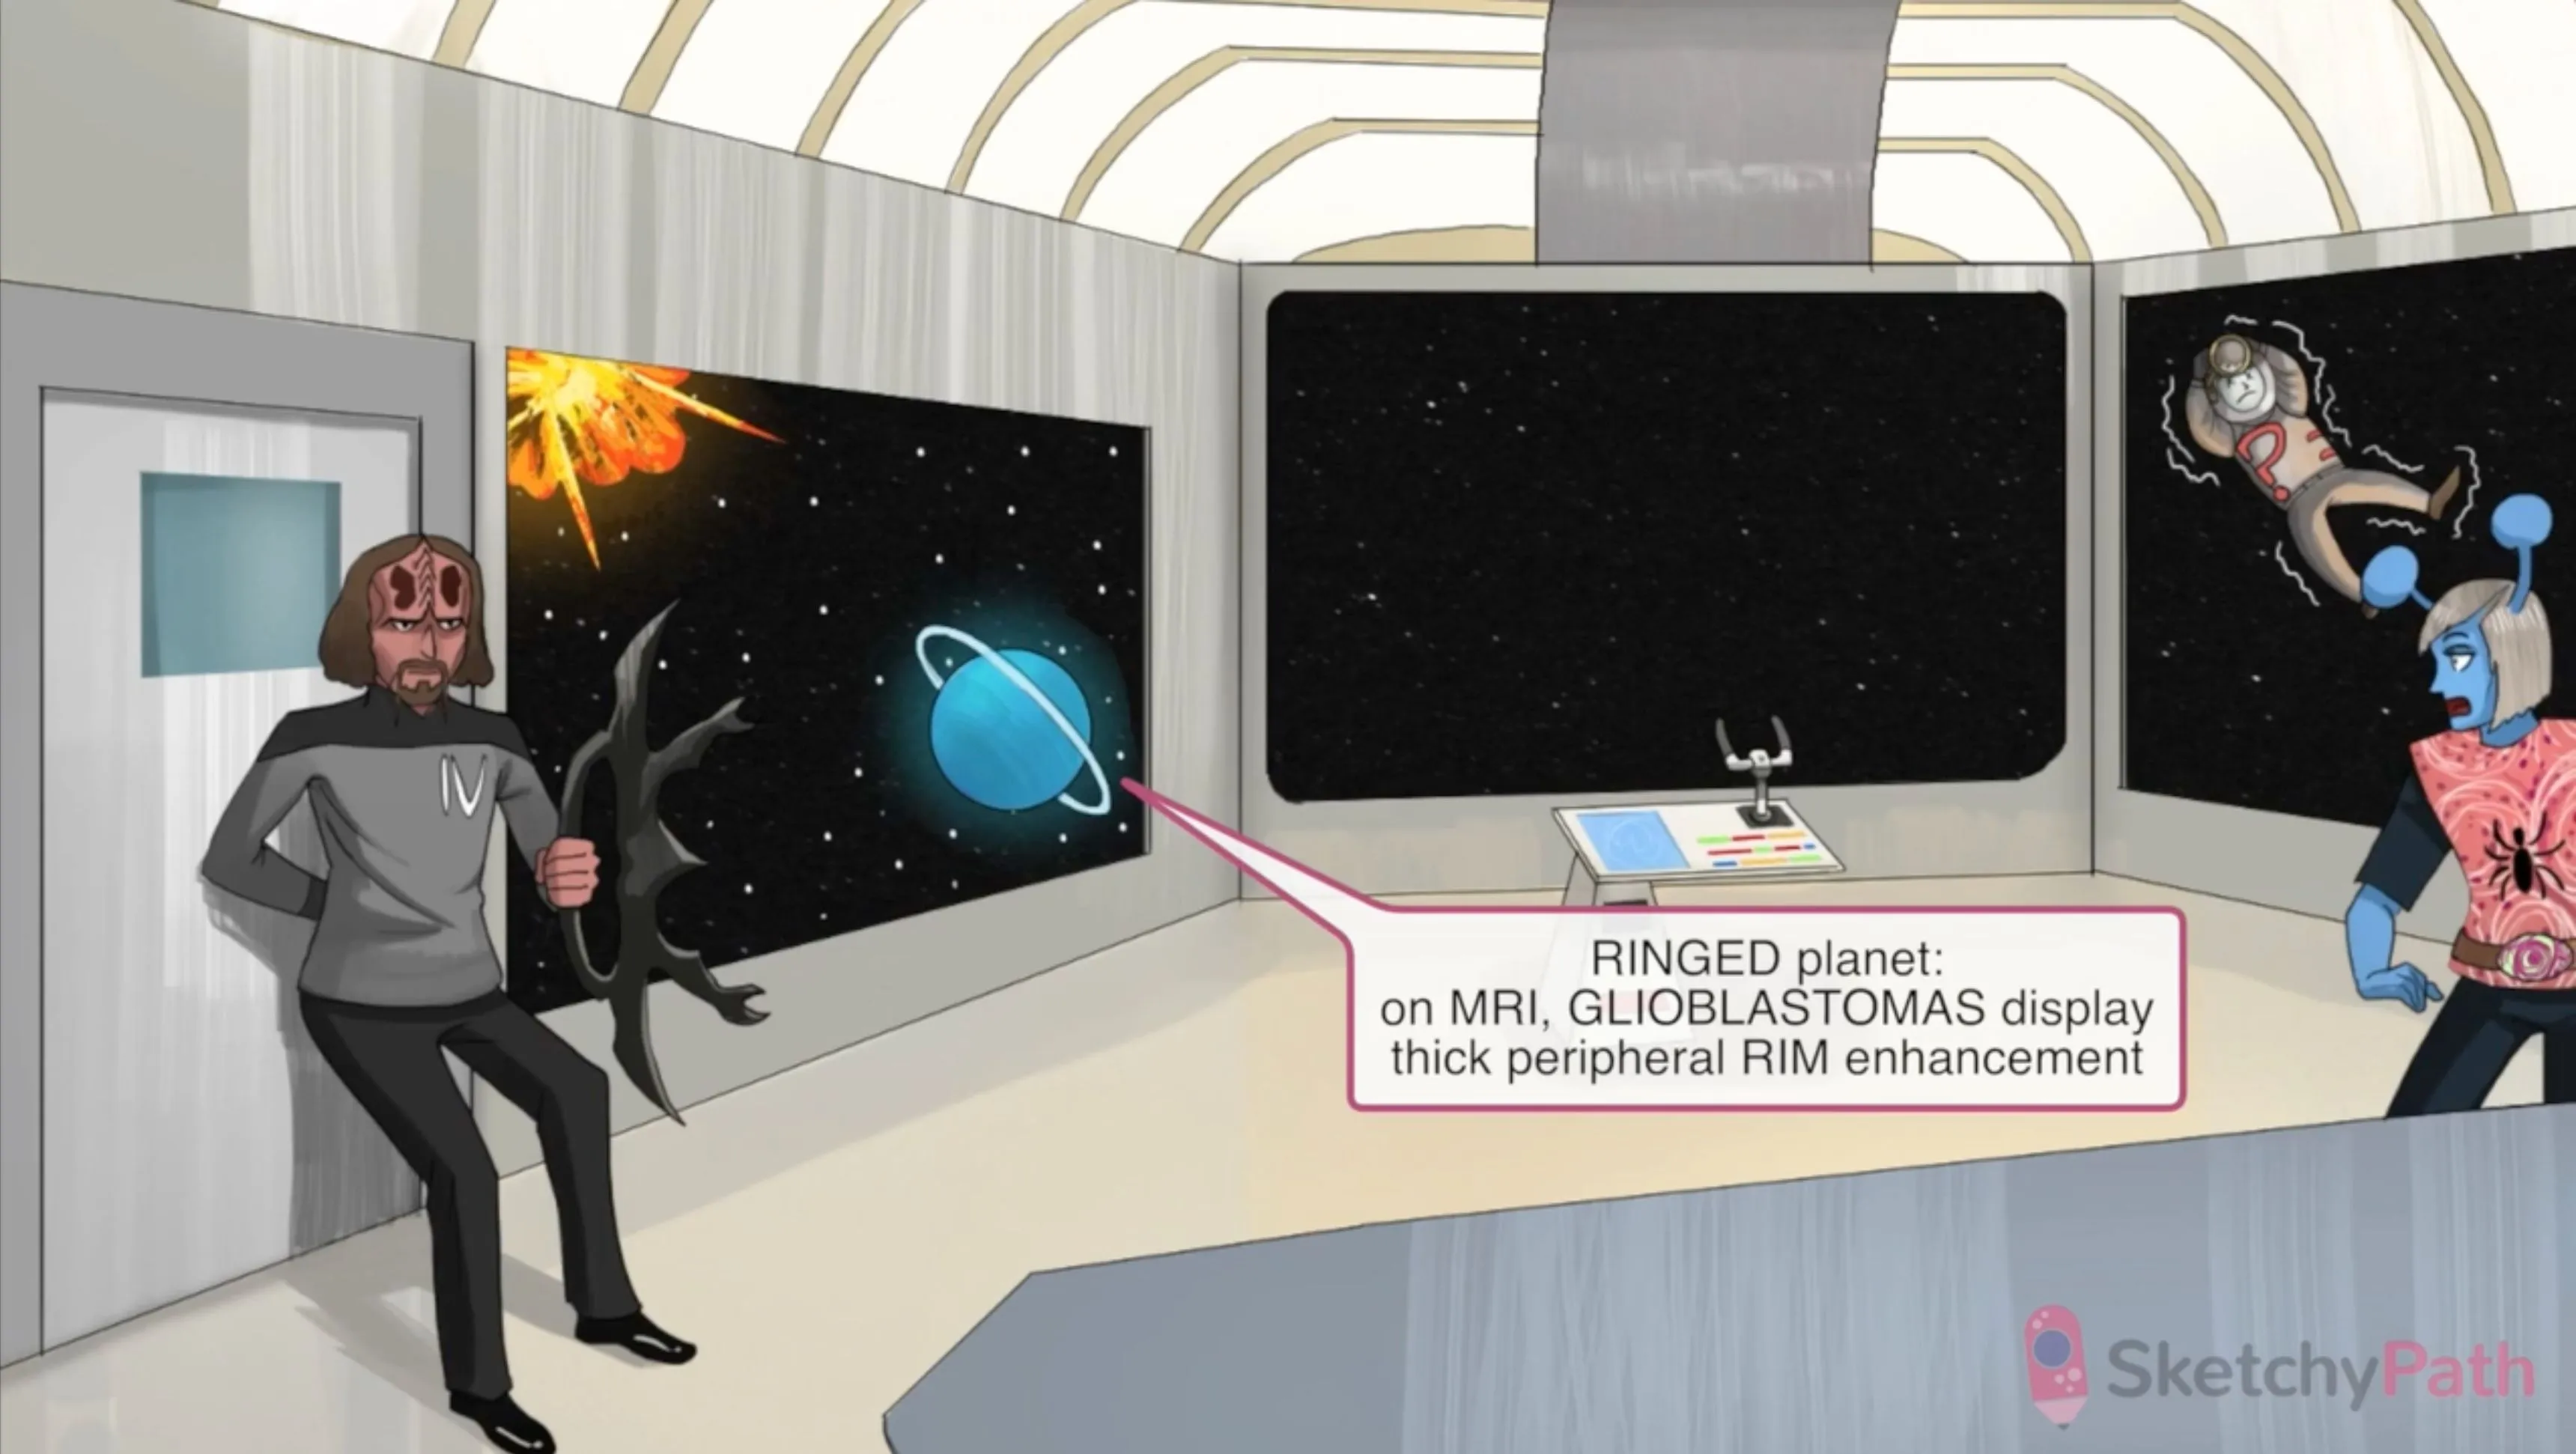 IV
?
RINGED planet:
on MRI, GLIOBLASTOMAS display
thick peripheral RIM enhancement
SketchyPath